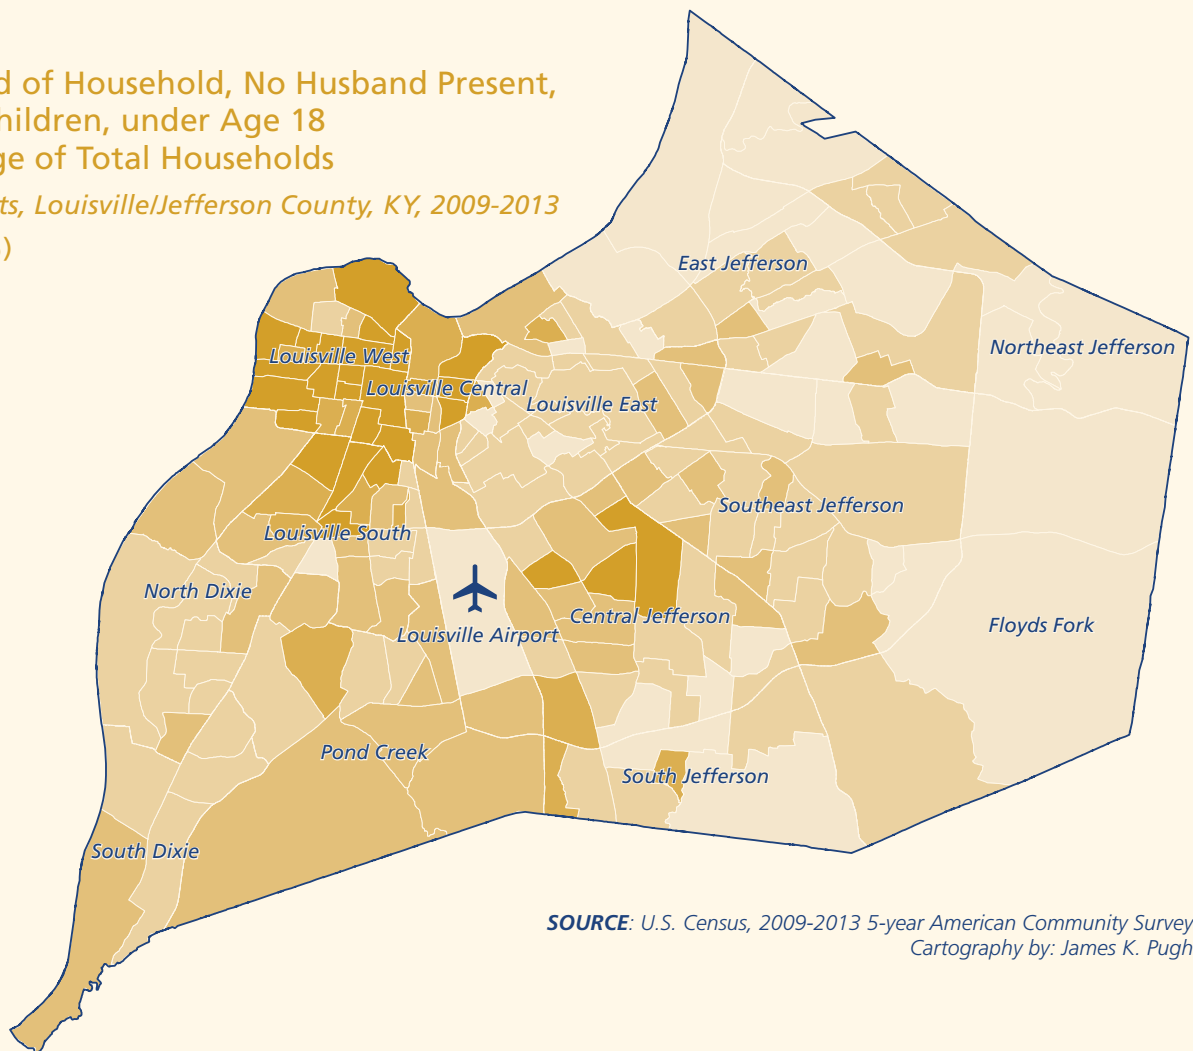 d of Household, No Husband Present,
hildren, under Age 18
ge of Total Households
ts, Louisville/Jefferson County, KY, 2009-2013
)
East Jefferson
Northeast Jefferson
Louisville West
Louisville Central
Louisville East
Southeast Jefferson
Louisville South
North Dixie
Central Jefferson
Louisville Airport
Floyds Fork
Pond Creek
South Jefferson
South Dixie
SOURCE: U.S. Census, 2009-2013 5-year American Community Survey
Cartography by: James K. Pugh